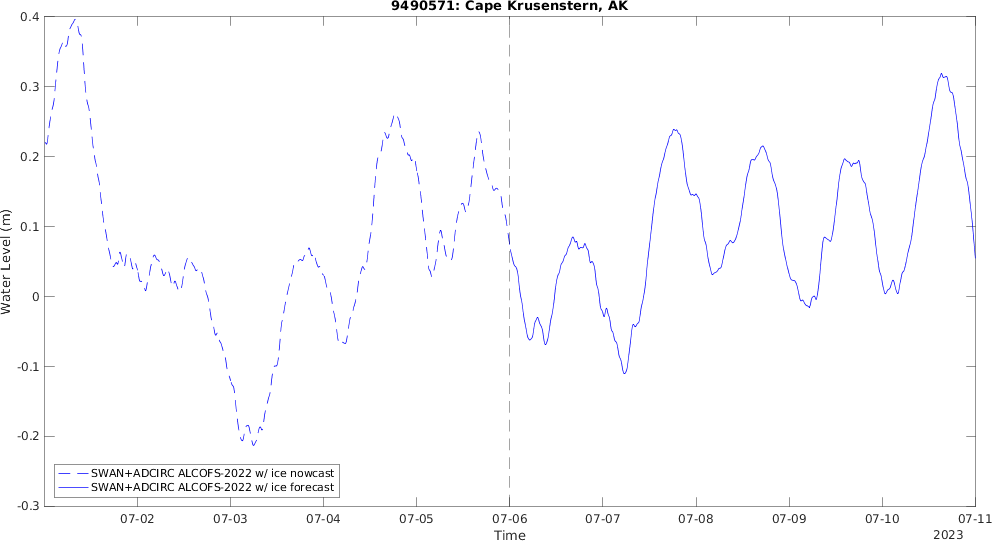 9490571: Cape Krusenstern, AK
0.4
0.3
0.2
0.1
0
-0.1
-0.2
-0.3
Water Level (m)
SWAN+ADCIRC ALCOFS-2022 w/ ice nowcast
SWAN+ADCIRC ALCOFS-2022 w/ ice forecast
07-02 07-03 07-04 07-05 07-06 07-07 07-08 07-09 07-10 07-11
Time
2023